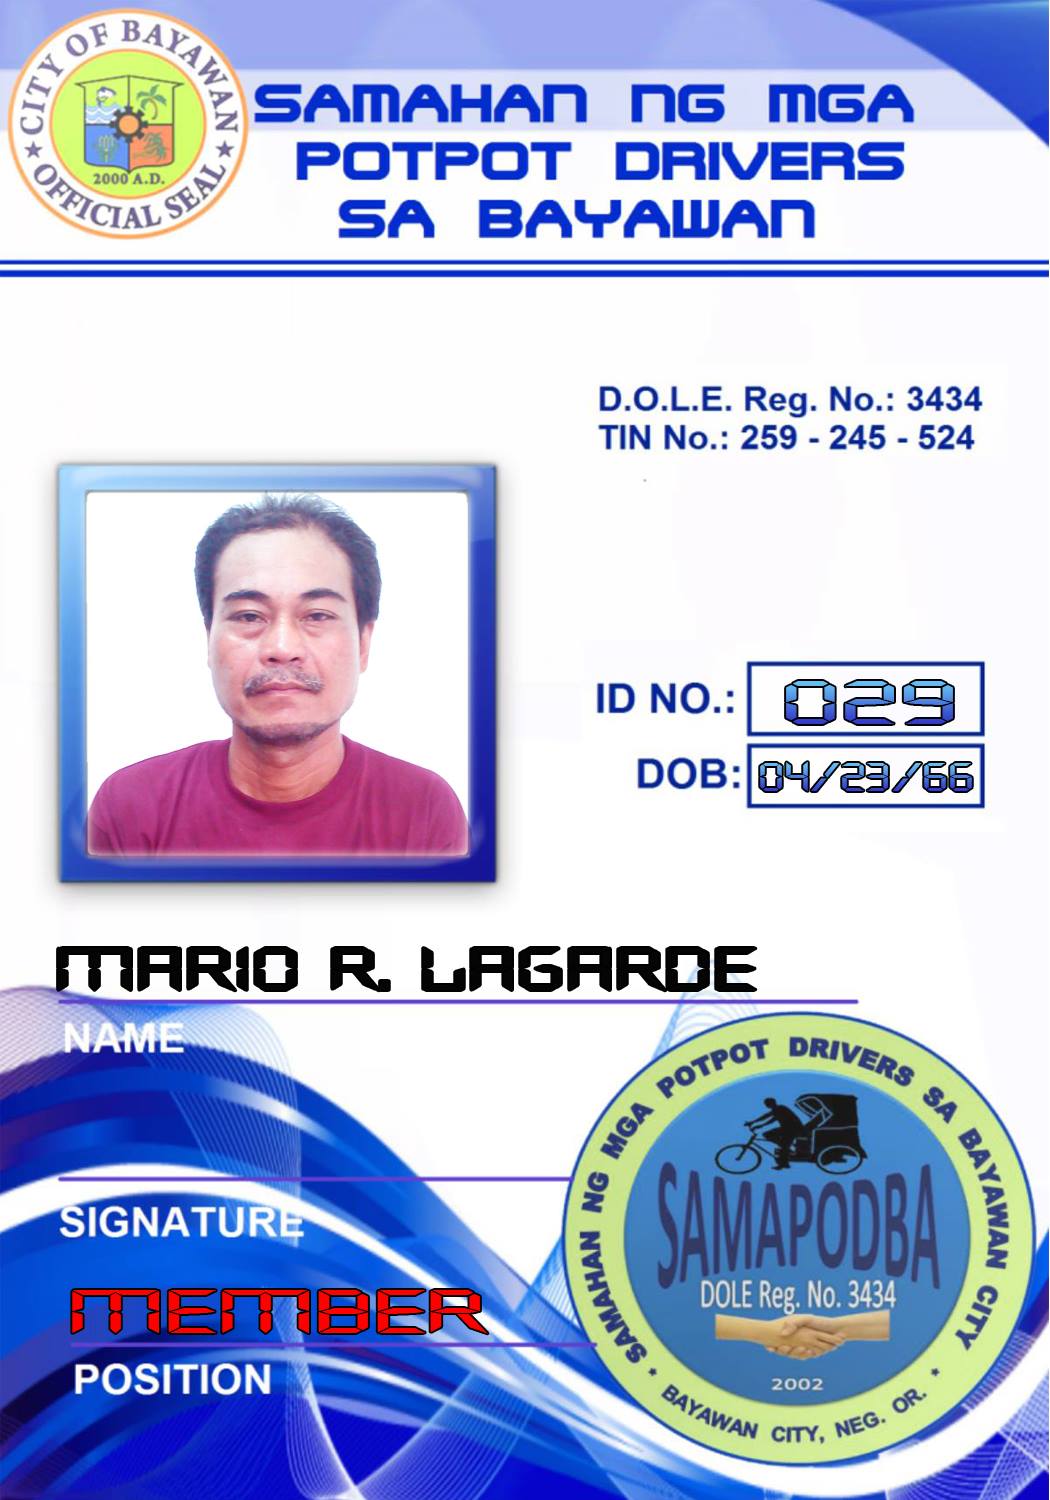 CITY OF BAYAWAN
2000 A.D.
OFFICIAL SEAL
SAMAHAN NG MGA
POTPOT DRIVERS
SA BAYAWAN
D.O.L.E. Reg. No.: 3434
TIN No.: 259 - 245 - 524
ID NO.: 029
DOB: 04/23/66
MARIO R. LAGARDE
NAME
SIGNATURE
MEMBER
POSITION
SAMAHAN NG MGA POTPOT DRIVERS SA BAYAWAN CITY
SAMAPODBA
DOLE Reg. No. 3434
2002
BAYAWAN CITY, NEG. OR.